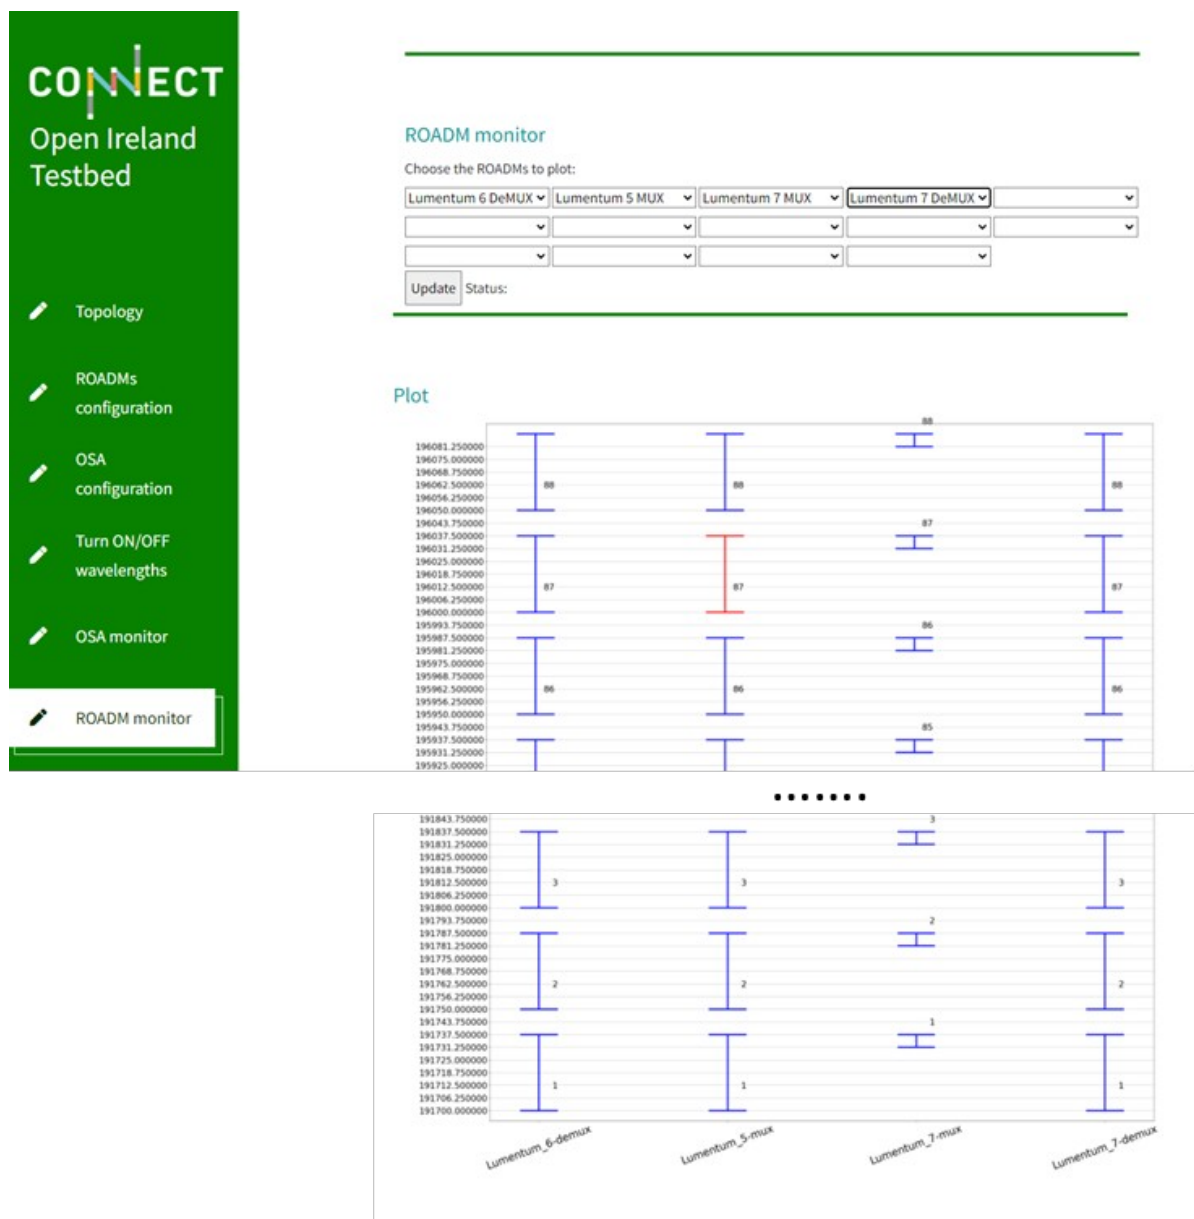 CONNECT
Open Ireland
Testbed
Topology
ROADMs
configuration
OSA
configuration
Turn ON/OFF
wavelengths
OSA monitor
ROADM monitor
ROADM monitor
Choose the ROADMs to plot:
Lumentum 6 DeMUX Lumentum 5 MUX Lumentum 7 MUX Lumentum 7 DeMUX
Update Status:
Plot
88
196081.250000
196075.000000
196068.750000
196062.500000 88 88 88
196056.250000
196050.000000
196043.750000 87
196037.500000
196031.250000
196025.000000
196018.750000
196012.500000 87 87 87
196006.250000
196000.000000
195993.750000 86
195987.500000
195981.250000
195975.000000
195968.750000
195962.500000 86 86 86
195956.250000
195950.000000
195943.750000 85
195937.500000
195931.250000
195925.000000
.......
191843.750000 3
191837.500000
191831.250000
191825.000000
191818.750000
191812.500000 3 3 3
191806.250000
191800.000000
191793.750000 2
191787.500000
191781.250000
191775.000000
191768.750000
191762.500000 2 2 2
191756.250000
191750.000000
191743.750000 1
191737.500000
191731.250000
191725.000000
191718.750000
191712.500000 1 1 1
191706.250000
191700.000000
Lumentum_6-demux Lumentum_5-mux Lumentum_7-mux Lumentum_7-demux